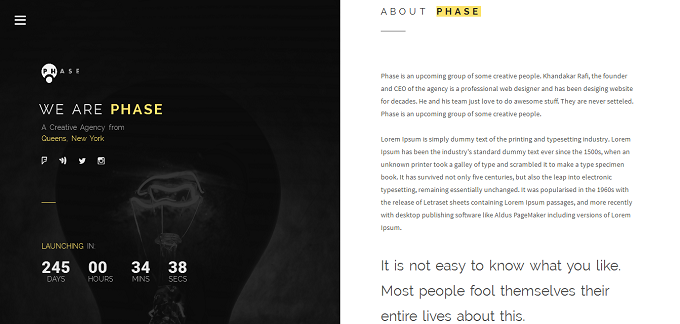 PHASE
WE ARE PHASE
A Creative Agency from
Queens, New York
LAUNCHING IN:
245 00 34 38
DAYS HOURS MINS SECS
ABOUT PHASE
Phase is an upcoming group of some creative people. Khandakar Rafi, the founder
and CEO of the agency is a professional web designer and has been desiging website
for decades. He and his team just love to do awesome stuff. They are never setteled.
Phase is an upcoming group of some creative people.
Lorem Ipsum is simply dummy text of the printing and typesetting industry. Lorem
Ipsum has been the industry's standard dummy text ever since the 1500s, when an
unknown printer took a galley of type and scrambled it to make a type specimen
book. It has survived not only five centuries, but also the leap into electronic
typesetting, remaining essentially unchanged. It was popularised in the 1960s with
the release of Letraset sheets containing Lorem Ipsum passages, and more recently
with desktop publishing software like Aldus PageMaker including versions of Lorem
Ipsum.
It is not easy to know what you like.
Most people fool themselves their
entire lives about this.